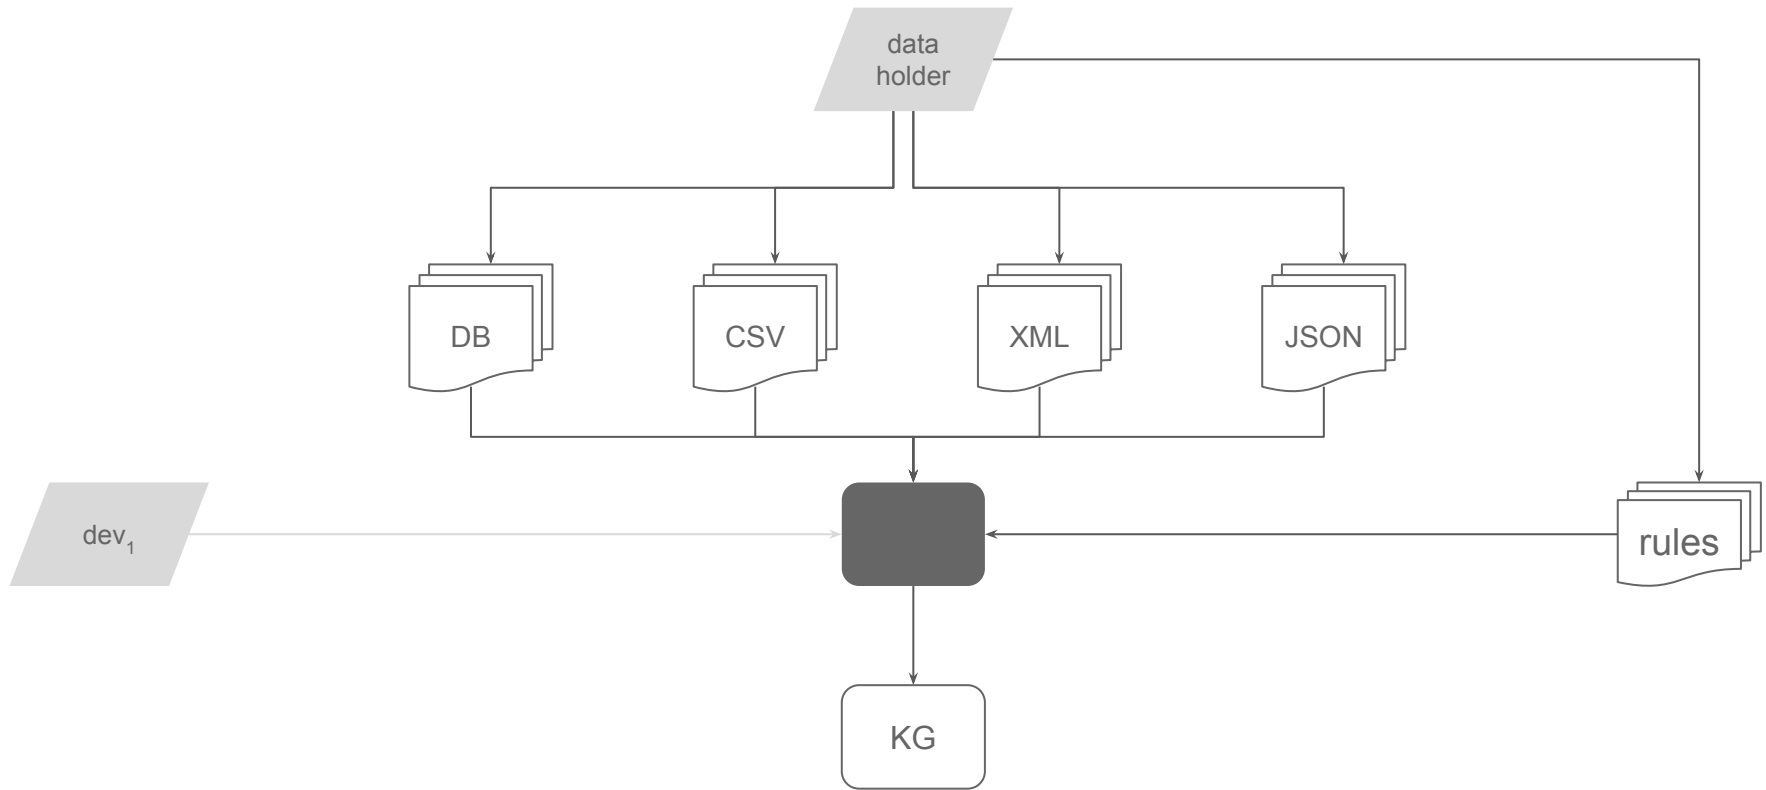 data
holder
DB
CSV
XML
JSON
dev₁
rules
KG